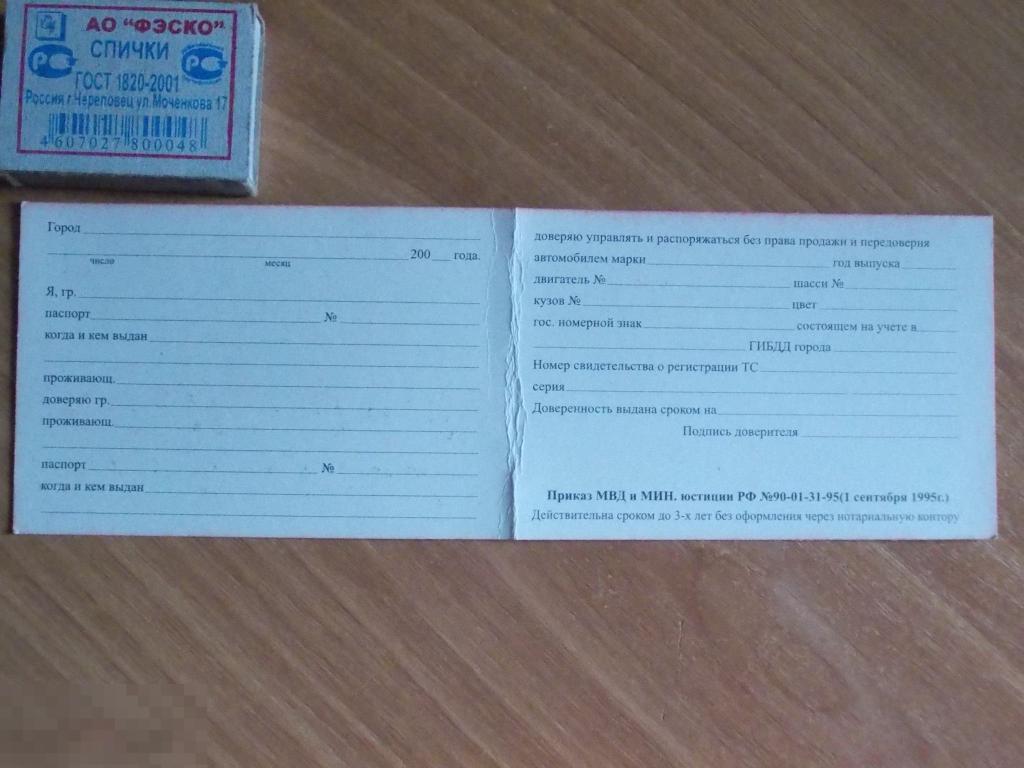 АО "ФЭСКО"
СПИЧКИ
РС РС
ГОСТ 1820-2001
Россия г.Череповец ул.Моченкова 17
4 607027 800048
Город
200 года.
число месяц
Я, гр.
паспорт №
когда и кем выдан
проживающ.
доверяю гр.
проживающ.
паспорт №
когда и кем выдан
доверяю управлять и распоряжаться без права продажи и передоверия
автомобилем марки год выпуска
двигатель № шасси №
кузов № цвет
гос. номерной знак состоящем на учете в
ГИБДД города
Номер свидетельства о регистрации ТС
серия
Доверенность выдана сроком на
Подпись доверителя
Приказ МВД и МИН. юстиции РФ №90-01-31-95(1 сентября 1995г.)
Действительна сроком до 3-х лет без оформления через нотариальную контору